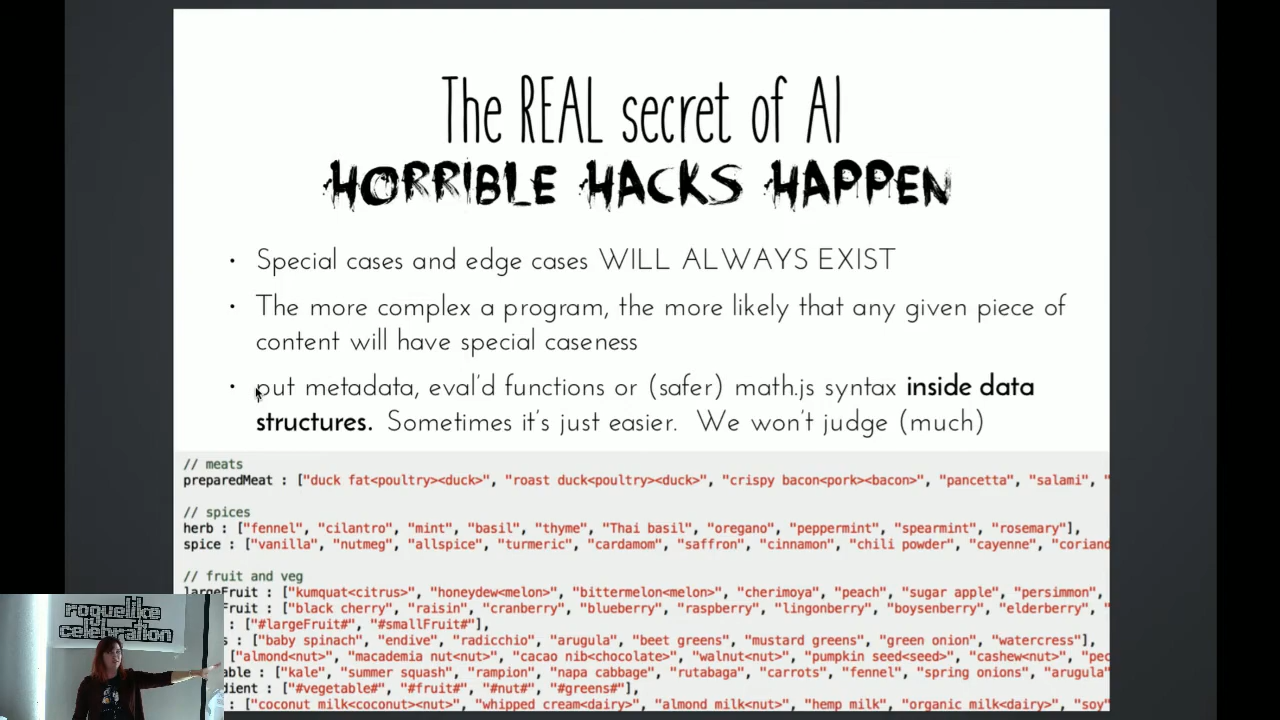 The REAL secret of AI
HORRIBLE HACKS HAPPEN
• Special cases and edge cases WILL ALWAYS EXIST
• The more complex a program, the more likely that any given piece of
content will have special caseness
• put metadata, eval'd functions or (safer) math.js syntax inside data
structures. Sometimes it's just easier. We won't judge (much)
// meats
preparedMeat : ["duck fat<poultry><duck>", "roast duck<poultry><duck>", "crispy bacon<pork><bacon>", "pancetta", "salami", "
// spices
herb : ["fennel", "cilantro", "mint", "basil", "thyme", "Thai basil", "oregano", "peppermint", "spearmint", "rosemary"],
spice : ["vanilla", "nutmeg", "allspice", "turmeric", "cardamom", "saffron", "cinnamon", "chili powder", "cayenne", "coriand
// fruit and veg
largeFruit : ["kumquat<citrus>", "honeydew<melon>", "bittermelon<melon>", "cherimoya", "peach", "sugar apple", "persimmon",
Fruit : ["black cherry", "raisin", "cranberry", "blueberry", "raspberry", "lingonberry", "boysenberry", "elderberry", "
: ["#largeFruit#", "#smallFruit#"],
s : ["baby spinach", "endive", "radicchio", "arugula", "beet greens", "mustard greens", "green onion", "watercress"],
["almond<nut>", "macademia nut<nut>", "cacao nib<chocolate>", "walnut<nut>", "pumpkin seed<seed>", "cashew<nut>", "pec
able : ["kale", "summer squash", "rampion", "napa cabbage", "rutabaga", "carrots", "fennel", "spring onions", "arugula"
dient : ["#vegetable#", "#fruit#", "#nut#", "#greens#"],
: ["coconut milk<coconut><nut>", "whipped cream<dairy>", "almond milk<nut>", "hemp milk", "organic milk<dairy>", "soy"
roguelike
celebration